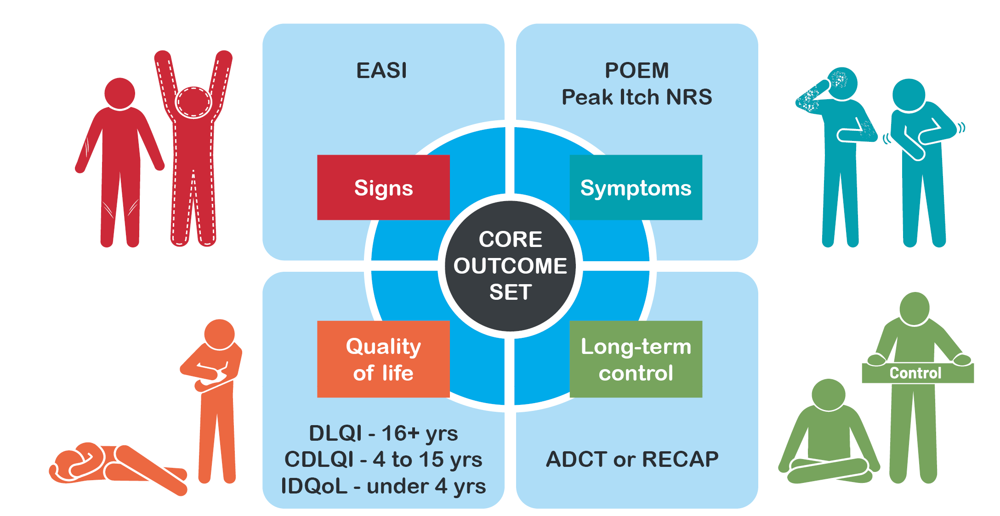 EASI
POEM
Peak Itch NRS
Signs
Symptoms
CORE
OUTCOME
SET
Quality
of life
Long-term
control
Control
DLQI - 16+ yrs
CDLQI - 4 to 15 yrs
IDQoL - under 4 yrs
ADCT or RECAP